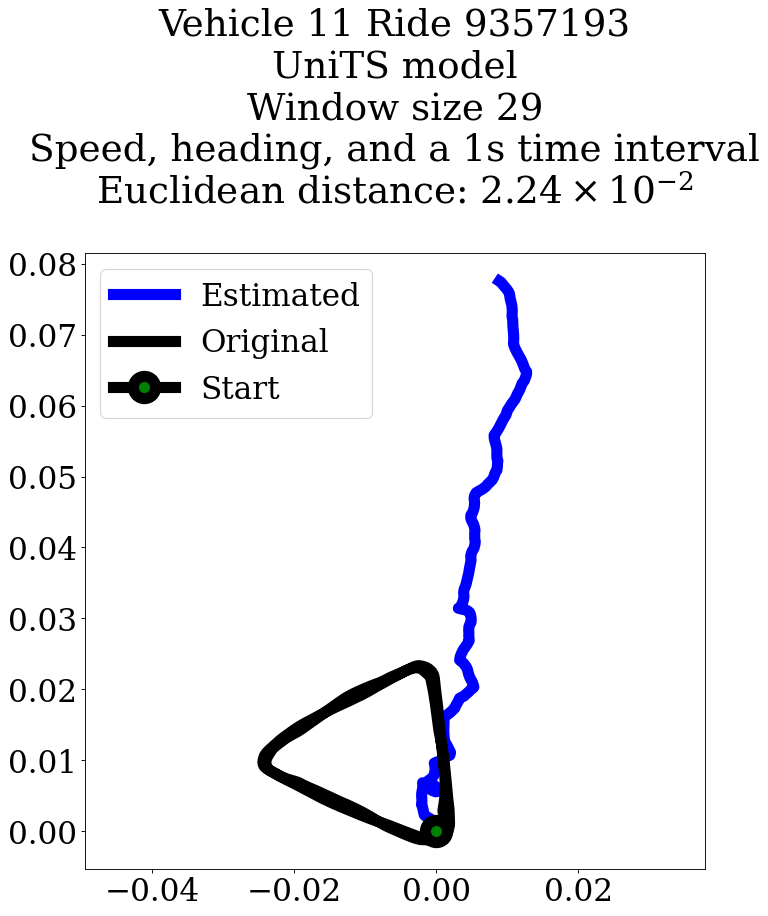 Vehicle 11 Ride 9357193
UniTS model
Window size 29
Speed, heading, and a 1s time interval
Euclidean distance: 2.24 × 10⁻²
Estimated
Original
Start
0.08
0.07
0.06
0.05
0.04
0.03
0.02
0.01
0.00
−0.04 −0.02 0.00 0.02